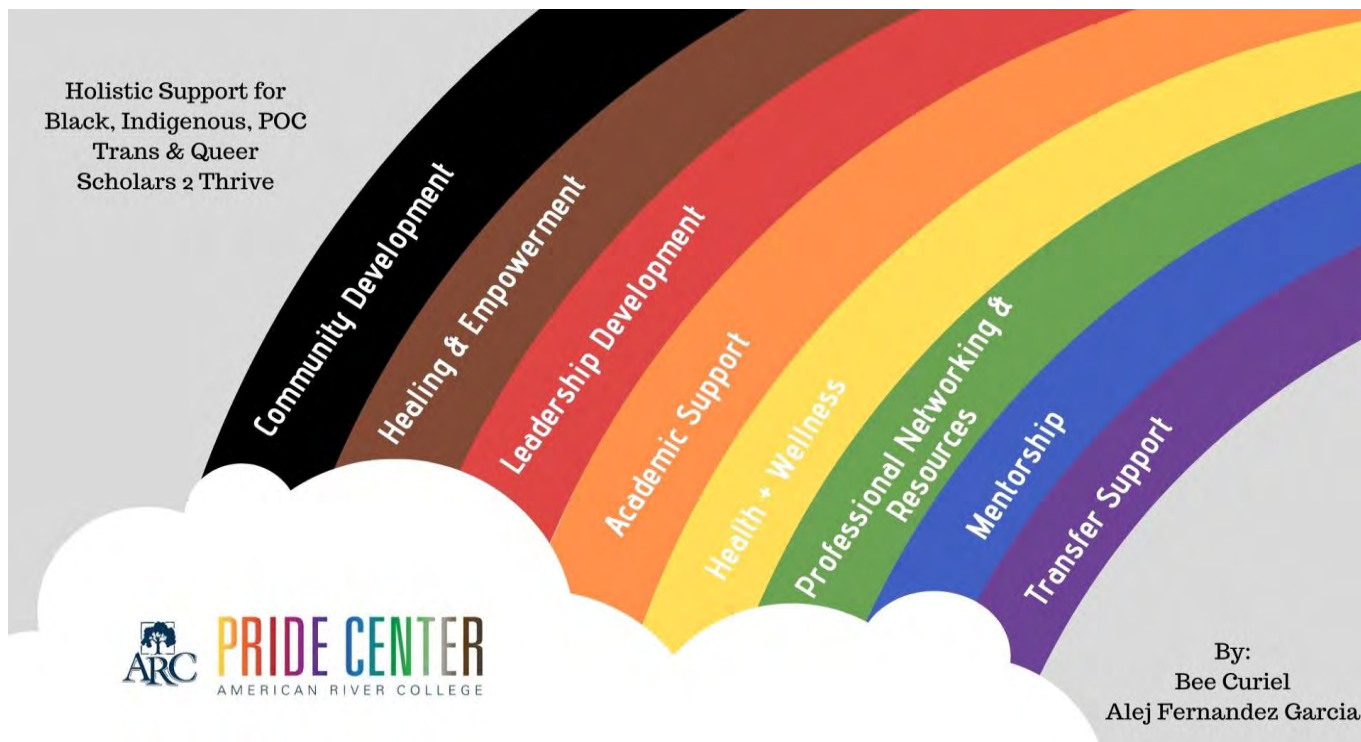 Holistic Support for
Black, Indigenous, POC
Trans & Queer
Scholars 2 Thrive
Community Development
Healing & Empowerment
Leadership Development
Academic Support
Health + Wellness
Professional Networking &
Resources
Mentorship
Transfer Support
ARC
PRIDE CENTER
AMERICAN RIVER COLLEGE
By:
Bee Curiel
Alej Fernandez Garcia